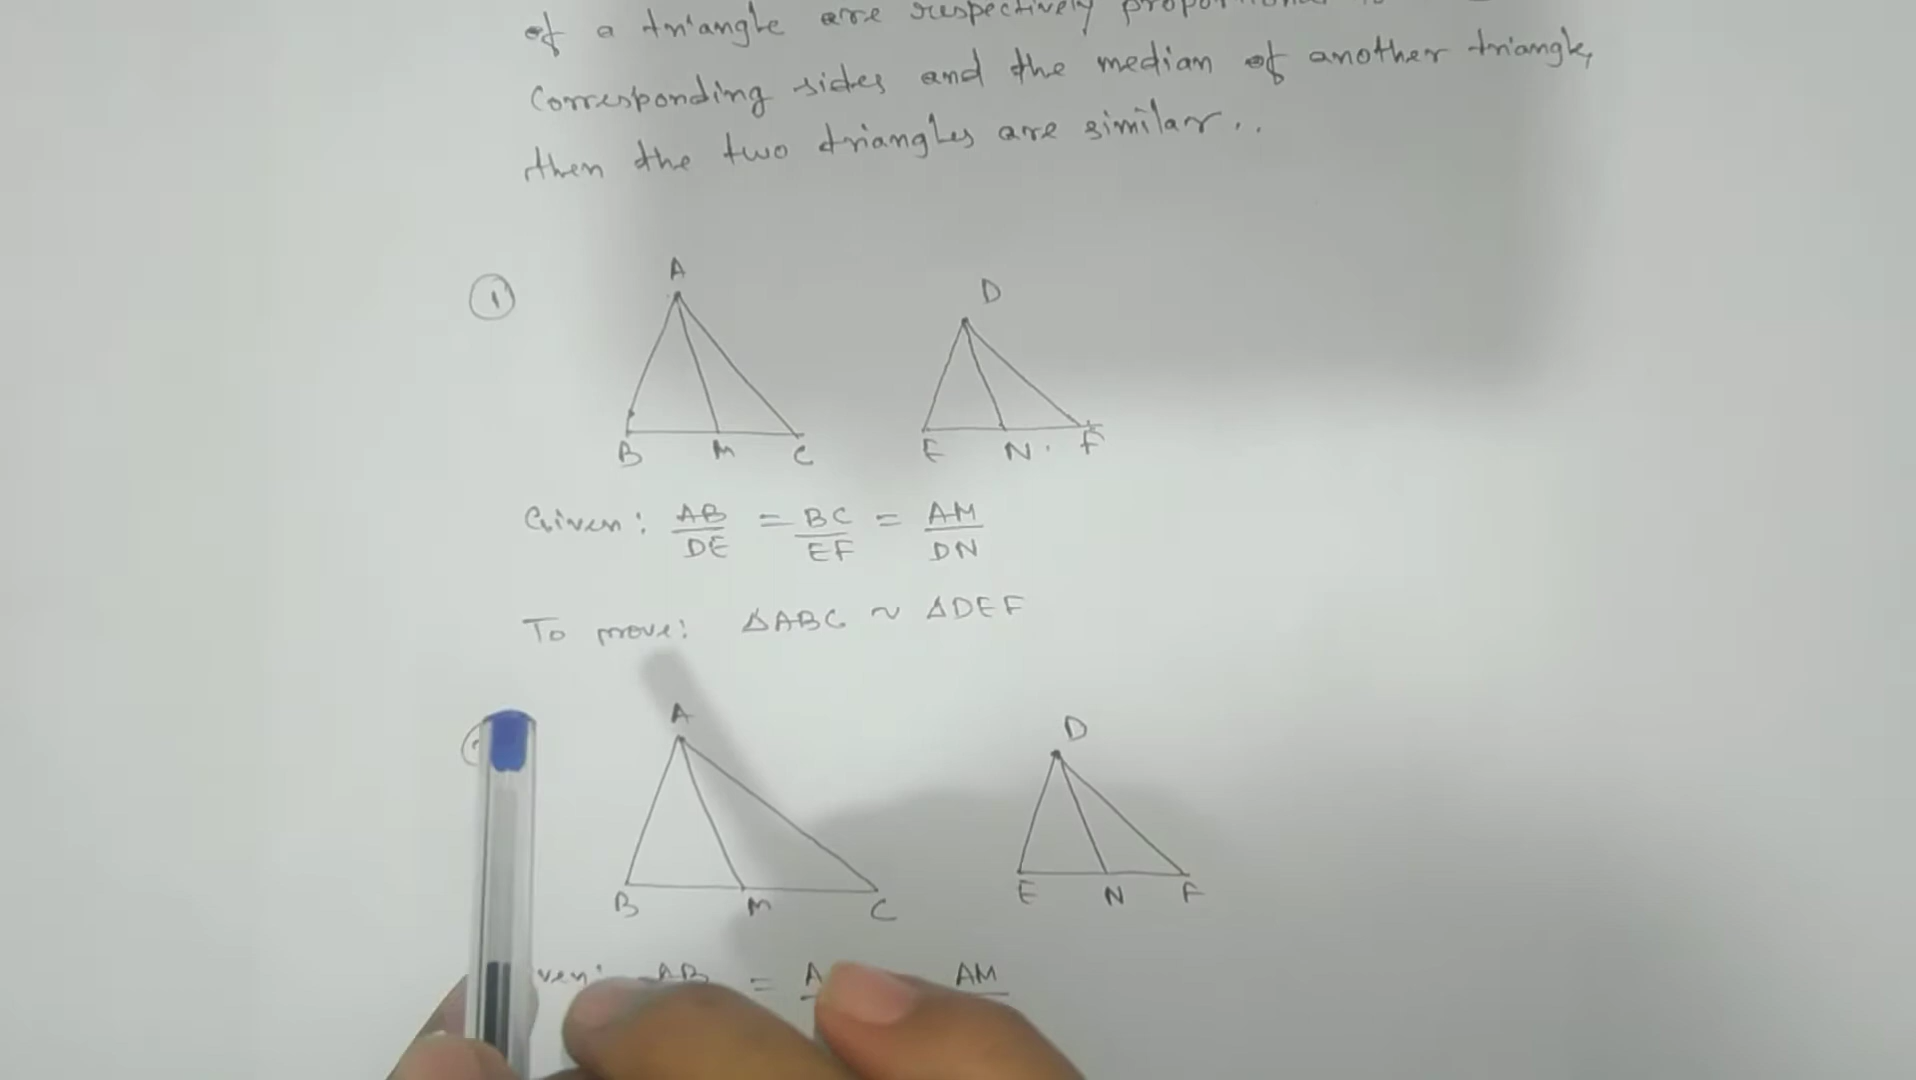 of a triangle are respectively
corresponding sides and the median of another triangle,
then the two triangles are similar..
①
A
D
B M C
E N . F
Given: AB/DE = BC/EF = AM/DN
To prove: ΔABC ~ ΔDEF
A
D
B M C
E N F
AB = A AM